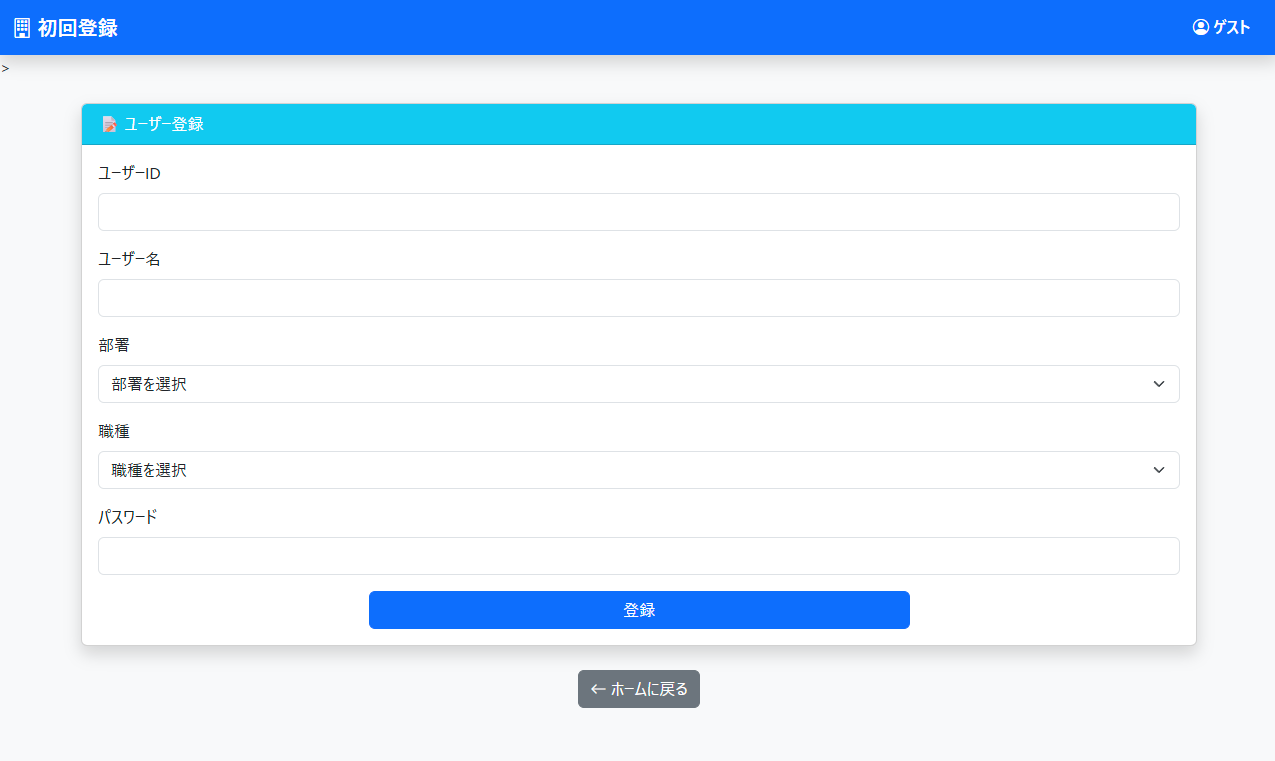 初回登録
ゲスト
>
ユーザー登録
ユーザーID
ユーザー名
部署
部署を選択
職種
職種を選択
パスワード
登録
← ホームに戻る